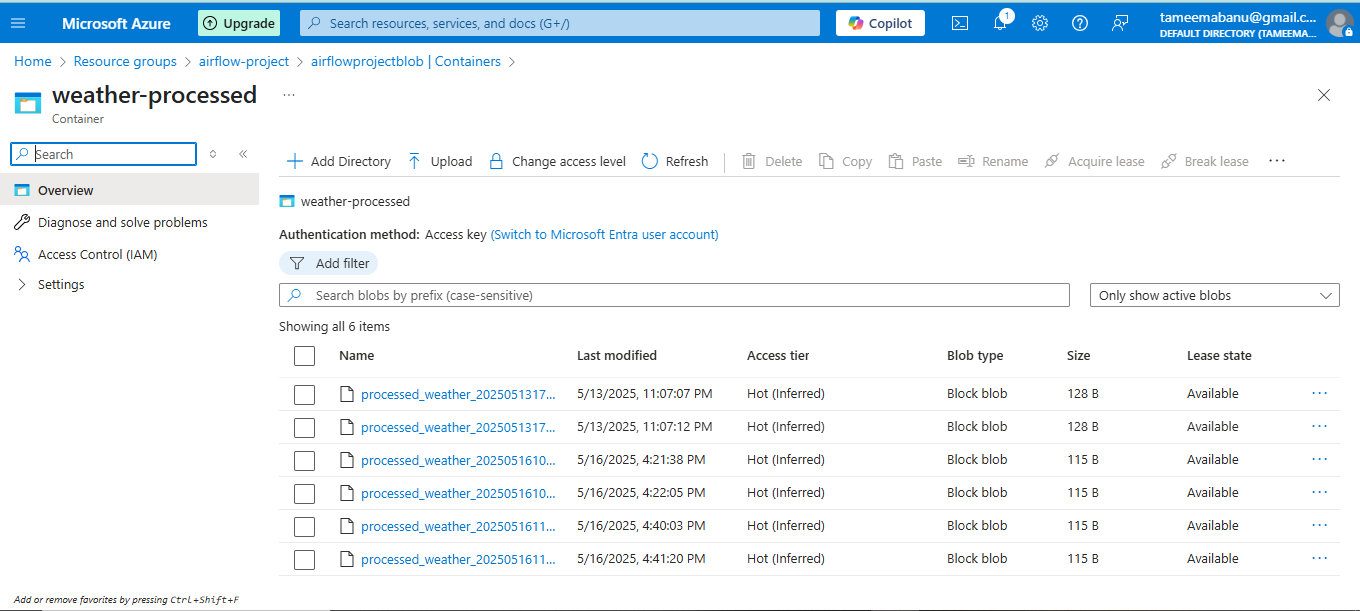 Microsoft Azure
Upgrade
Search resources, services, and docs (G+/)
Copilot
1
tameemabanu@gmail.c...
DEFAULT DIRECTORY (TAMEEMA...
Home > Resource groups > airflow-project > airflowprojectblob | Containers >
weather-processed ...
Container
Search
Overview
Diagnose and solve problems
Access Control (IAM)
Settings
Add or remove favorites by pressing Ctrl+Shift+F
Add Directory Upload Change access level Refresh Delete Copy Paste Rename Acquire lease Break lease ...
weather-processed
Authentication method: Access key (Switch to Microsoft Entra user account)
Add filter
Search blobs by prefix (case-sensitive) Only show active blobs
Showing all 6 items
Name Last modified Access tier Blob type Size Lease state
processed_weather_2025051317... 5/13/2025, 11:07:07 PM Hot (Inferred) Block blob 128 B Available ...
processed_weather_2025051317... 5/13/2025, 11:07:12 PM Hot (Inferred) Block blob 128 B Available ...
processed_weather_2025051610... 5/16/2025, 4:21:38 PM Hot (Inferred) Block blob 115 B Available ...
processed_weather_2025051610... 5/16/2025, 4:22:05 PM Hot (Inferred) Block blob 115 B Available ...
processed_weather_2025051611... 5/16/2025, 4:40:03 PM Hot (Inferred) Block blob 115 B Available ...
processed_weather_2025051611... 5/16/2025, 4:41:20 PM Hot (Inferred) Block blob 115 B Available ...